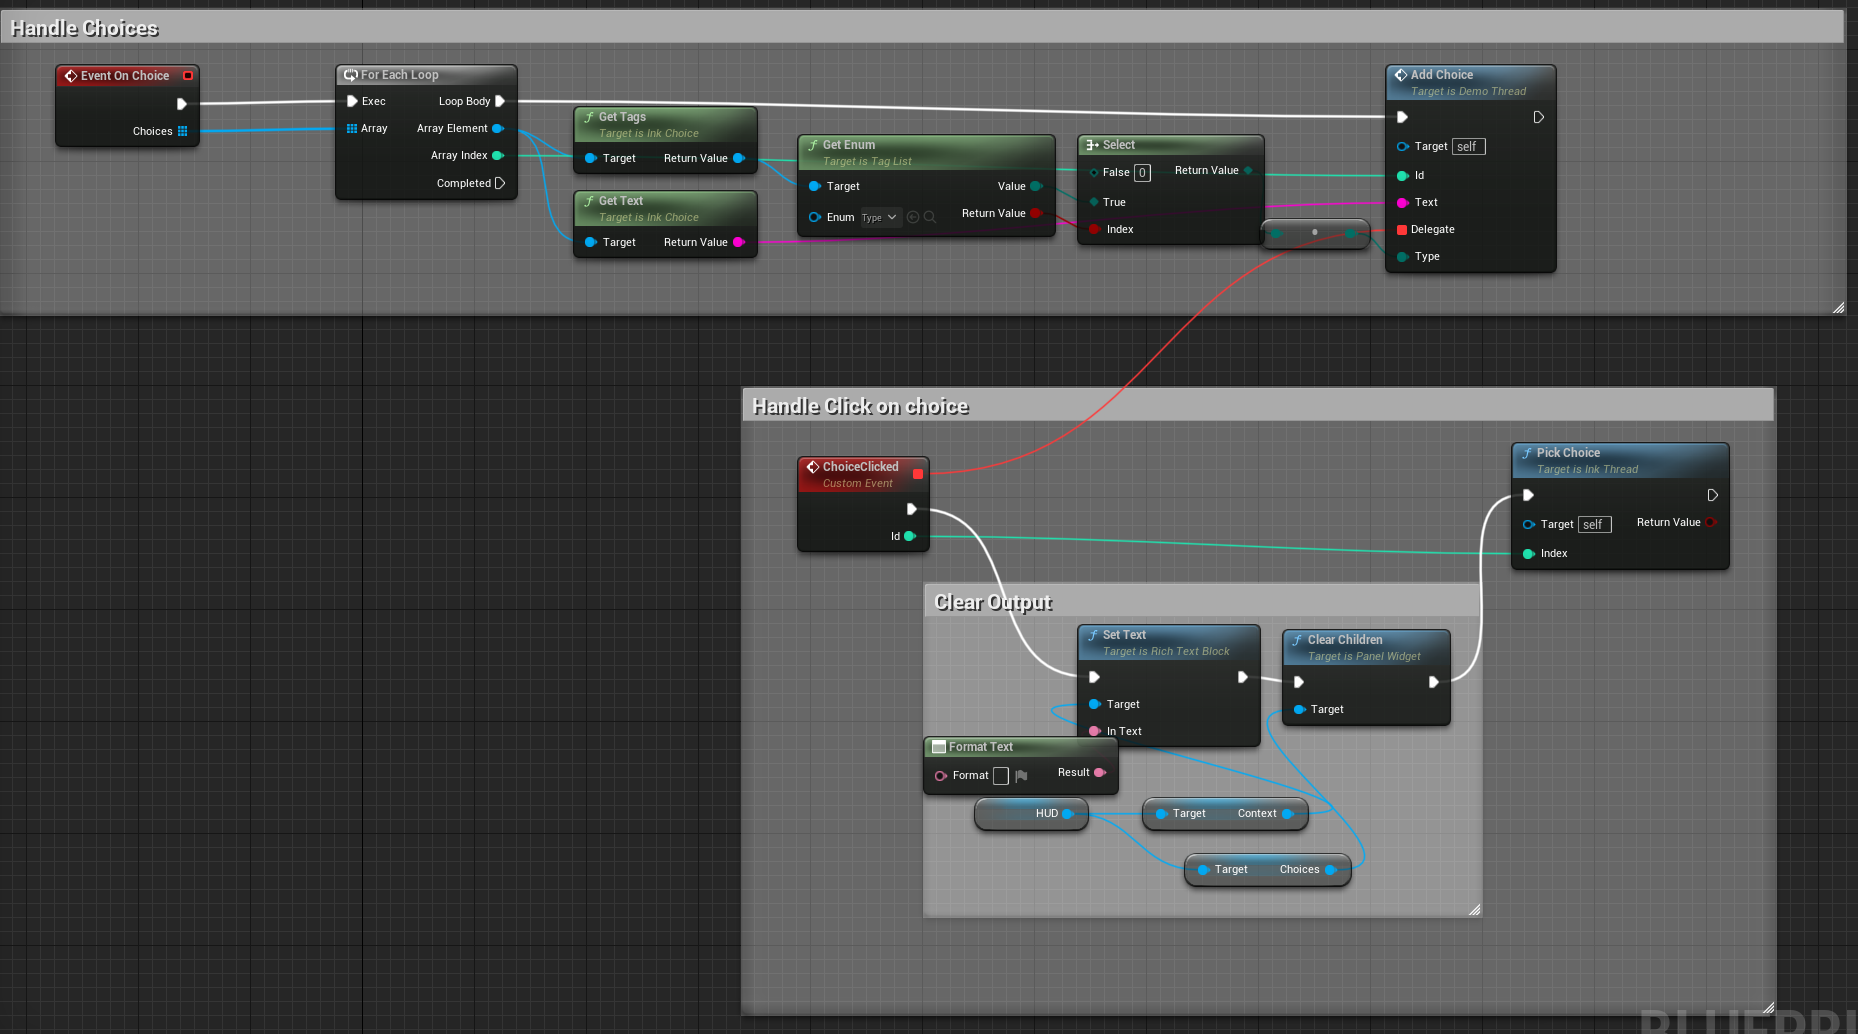 Handle Choices
Event On Choice
Choices
For Each Loop
Exec
Loop Body
Array
Array Element
Array Index
Completed
Get Tags
Target is Ink Choice
Target
Return Value
Get Text
Target is Ink Choice
Target
Return Value
Get Enum
Target is Tag List
Target
Value
Enum
Type
Return Value
Select
False
0
Return Value
True
Index
Add Choice
Target is Demo Thread
Target
self
Id
Text
Delegate
Type
Handle Click on choice
ChoiceClicked
Custom Event
Id
Pick Choice
Target is Ink Thread
Target
self
Return Value
Index
Clear Output
Set Text
Target is Rich Text Block
Target
In Text
Clear Children
Target is Panel Widget
Target
Format Text
Format
Result
HUD
Target
Context
Target
Choices